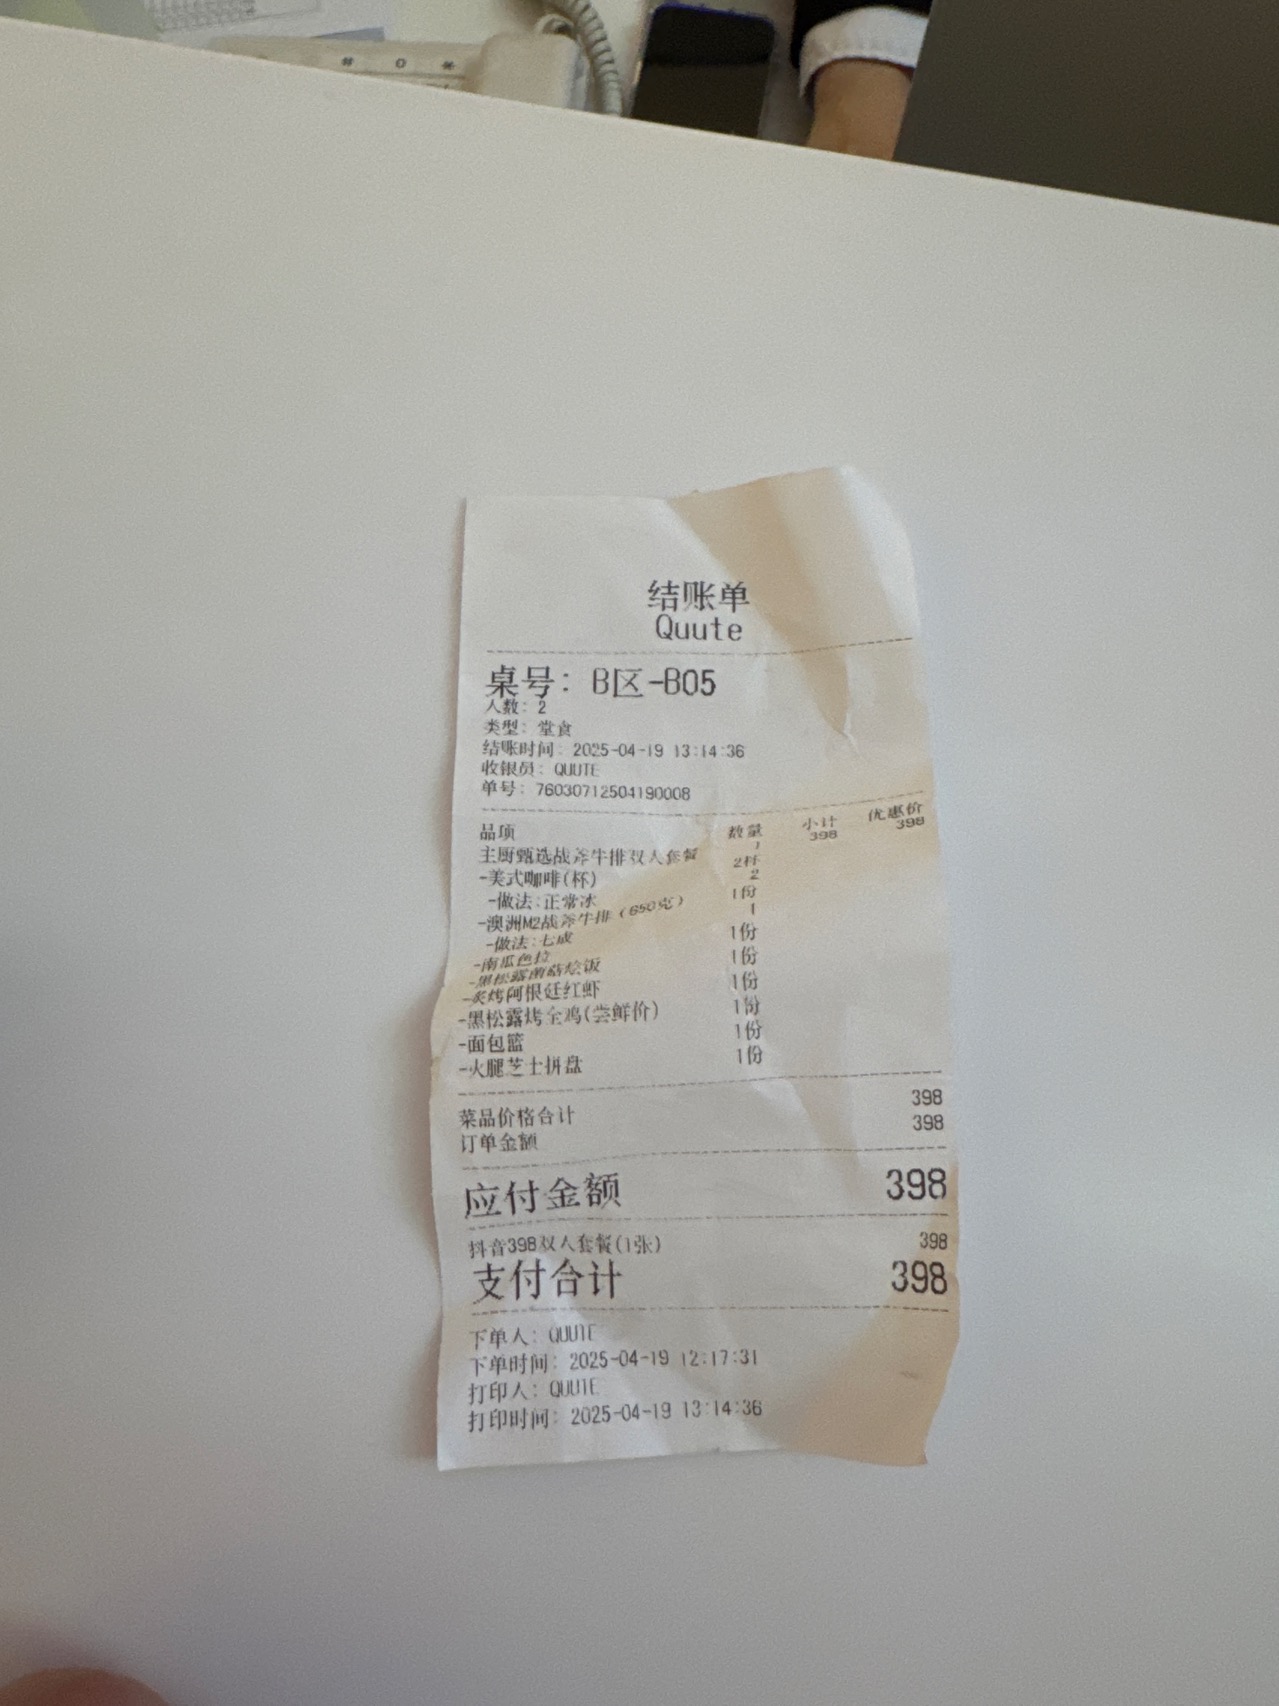 # 0 *
结账单
Quute
桌号: B区-B05
人数: 2
类型: 堂食
结账时间: 2025-04-19 13:14:36
收银员: QUUTE
单号: 76030712504190008
品项 数量 小计 优惠价
主厨甄选战斧牛排双人套餐 1 398 398
-美式咖啡(杯) 2杯
-做法:正常冰 2
-澳洲M2战斧牛排(650克) 1份
-做法:七成 1
-南瓜色拉 1份
-黑松露菌菇烩饭 1份
-炙烤阿根廷红虾 1份
-黑松露烤全鸡(尝鲜价) 1份
-面包篮 1份
-火腿芝士拼盘 1份
菜品价格合计 398
订单金额 398
应付金额 398
抖音398双人套餐(1张) 398
支付合计 398
下单人: QUUTE
下单时间: 2025-04-19 12:17:31
打印人: QUUTE
打印时间: 2025-04-19 13:14:36